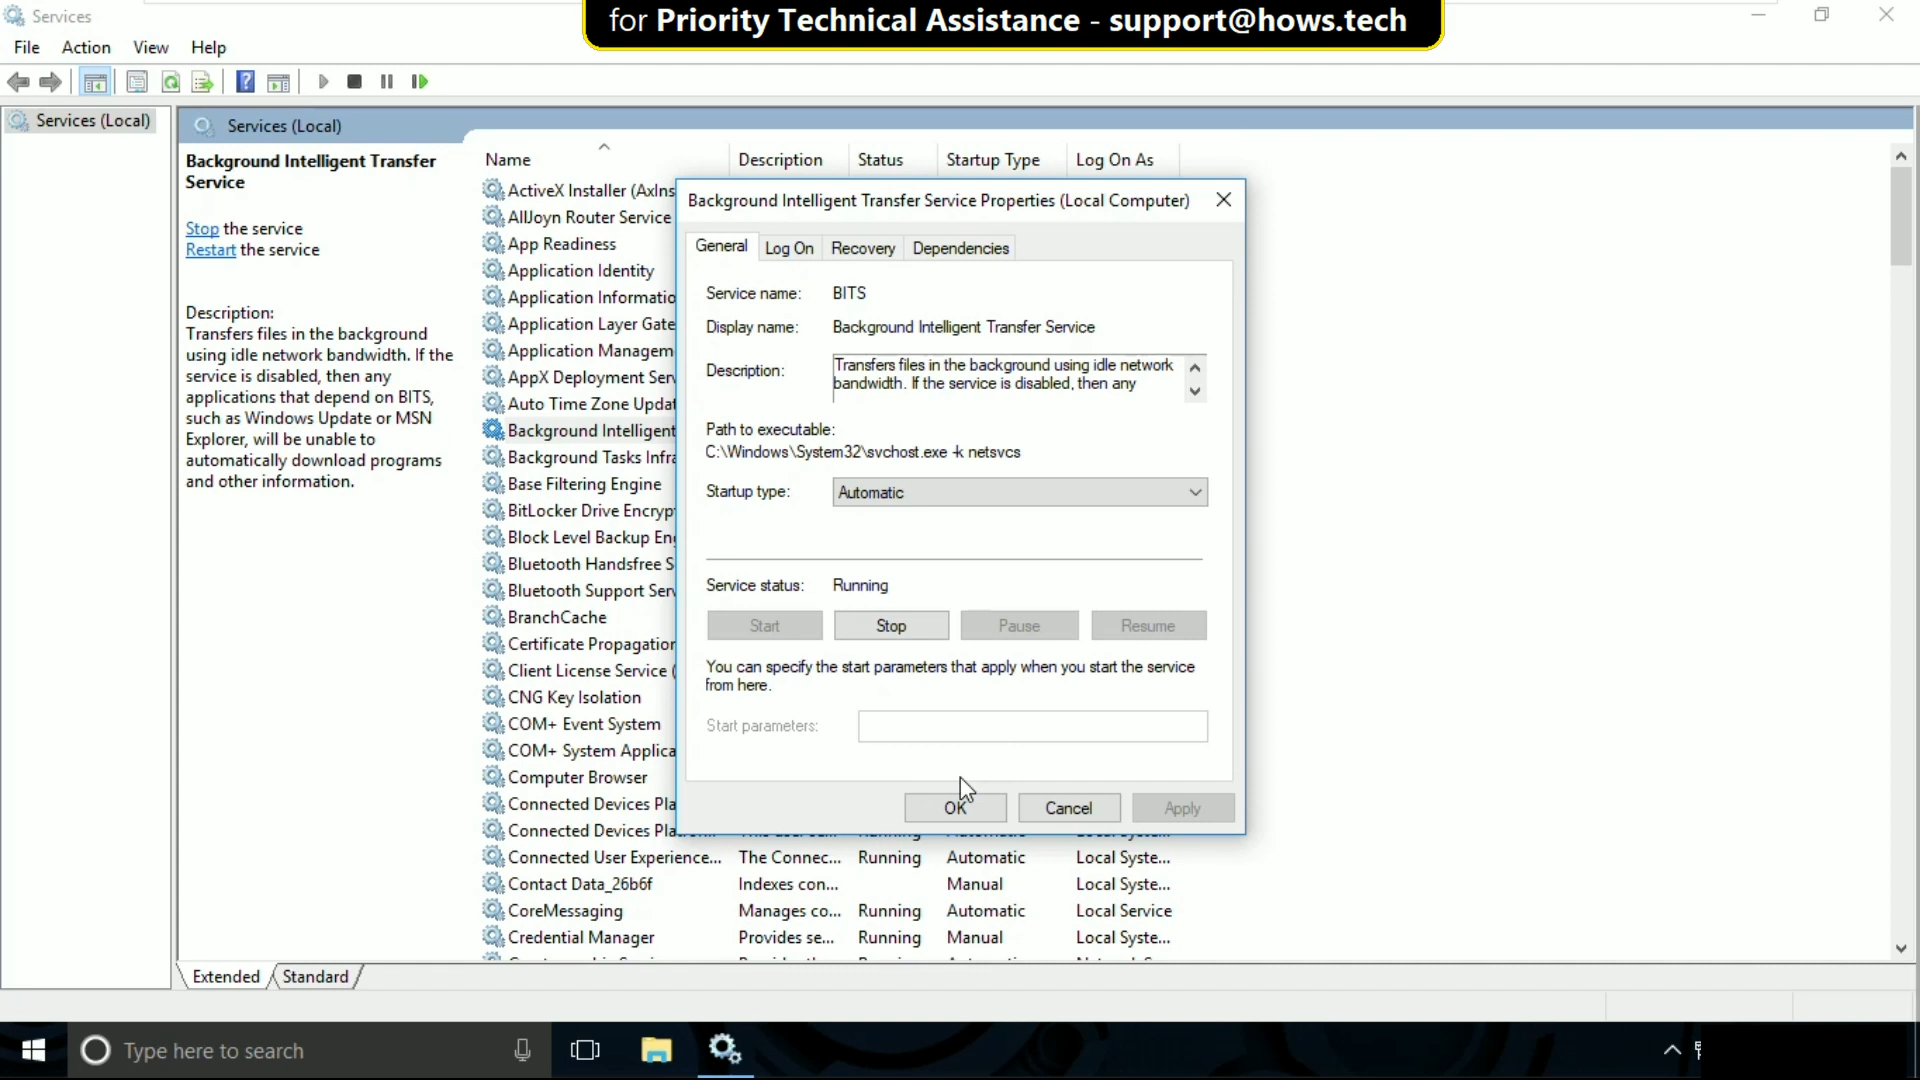 Services
for Priority Technical Assistance - support@hows.tech
File Action View Help
Services (Local)
Services (Local)
Background Intelligent Transfer
Service
Stop the service
Restart the service
Description:
Transfers files in the background
using idle network bandwidth. If the
service is disabled, then any
applications that depend on BITS,
such as Windows Update or MSN
Explorer, will be unable to
automatically download programs
and other information.
Name Description Status Startup Type Log On As
ActiveX Installer (AxIns
AllJoyn Router Service
App Readiness
Application Identity
Application Informatio
Application Layer Gate
Application Managem
AppX Deployment Ser
Auto Time Zone Updat
Background Intelligent
Background Tasks Infra
Base Filtering Engine
BitLocker Drive Encryp
Block Level Backup En
Bluetooth Handsfree S
Bluetooth Support Ser
BranchCache
Certificate Propagation
Client License Service (
CNG Key Isolation
COM+ Event System
COM+ System Applica
Computer Browser
Connected Devices Pla
Connected Devices Platfor...
Connected User Experience... The Connec... Running Automatic Local Syste...
Contact Data_26b6f Indexes con... Manual Local Syste...
CoreMessaging Manages co... Running Automatic Local Service
Credential Manager Provides se... Running Manual Local Syste...
Background Intelligent Transfer Service Properties (Local Computer)
General Log On Recovery Dependencies
Service name: BITS
Display name: Background Intelligent Transfer Service
Description: Transfers files in the background using idle network
bandwidth. If the service is disabled, then any
Path to executable:
C:\Windows\System32\svchost.exe -k netsvcs
Startup type: Automatic
Service status: Running
Start Stop Pause Resume
You can specify the start parameters that apply when you start the service
from here.
Start parameters:
OK Cancel Apply
Extended Standard
Type here to search